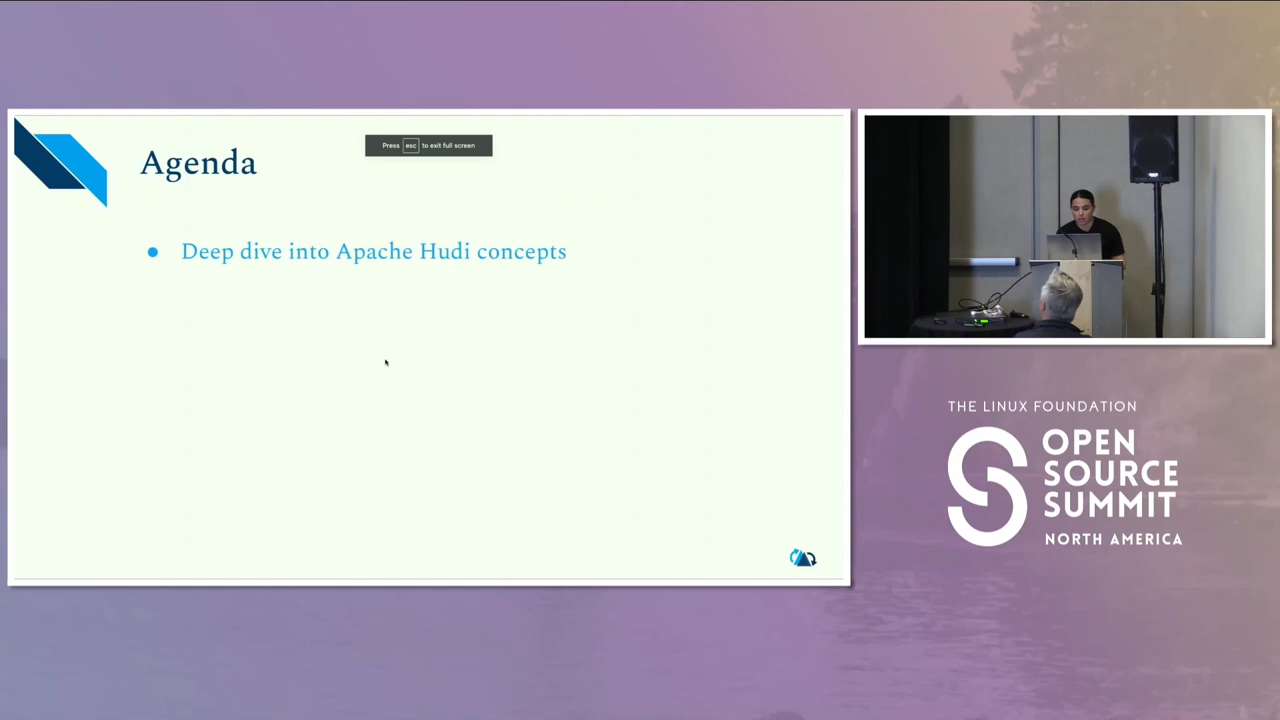 Agenda
Press esc to exit full screen
● Deep dive into Apache Hudi concepts
THE LINUX FOUNDATION
OPEN
SOURCE
SUMMIT
NORTH AMERICA